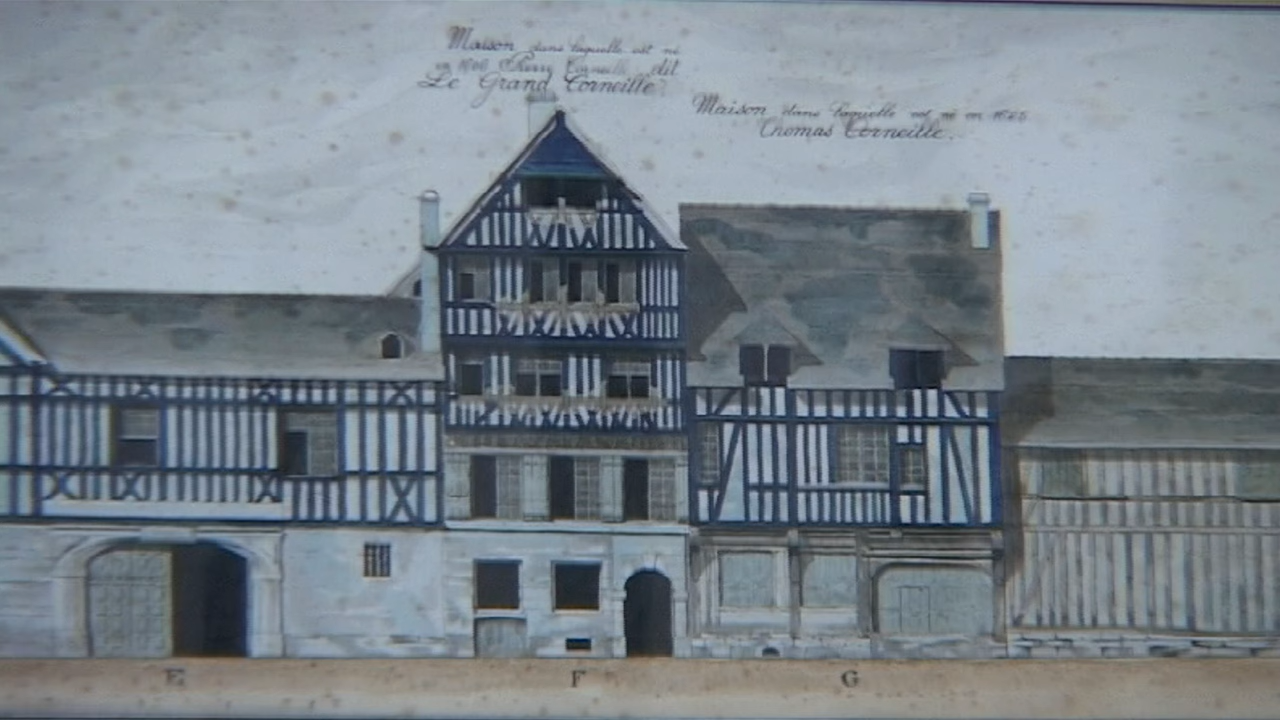 Maison dans laquelle est né
en 1606 Pierre Corneille dit
Le Grand Corneille
Maison dans laquelle est né en 1625
Thomas Corneille.
E
F
G